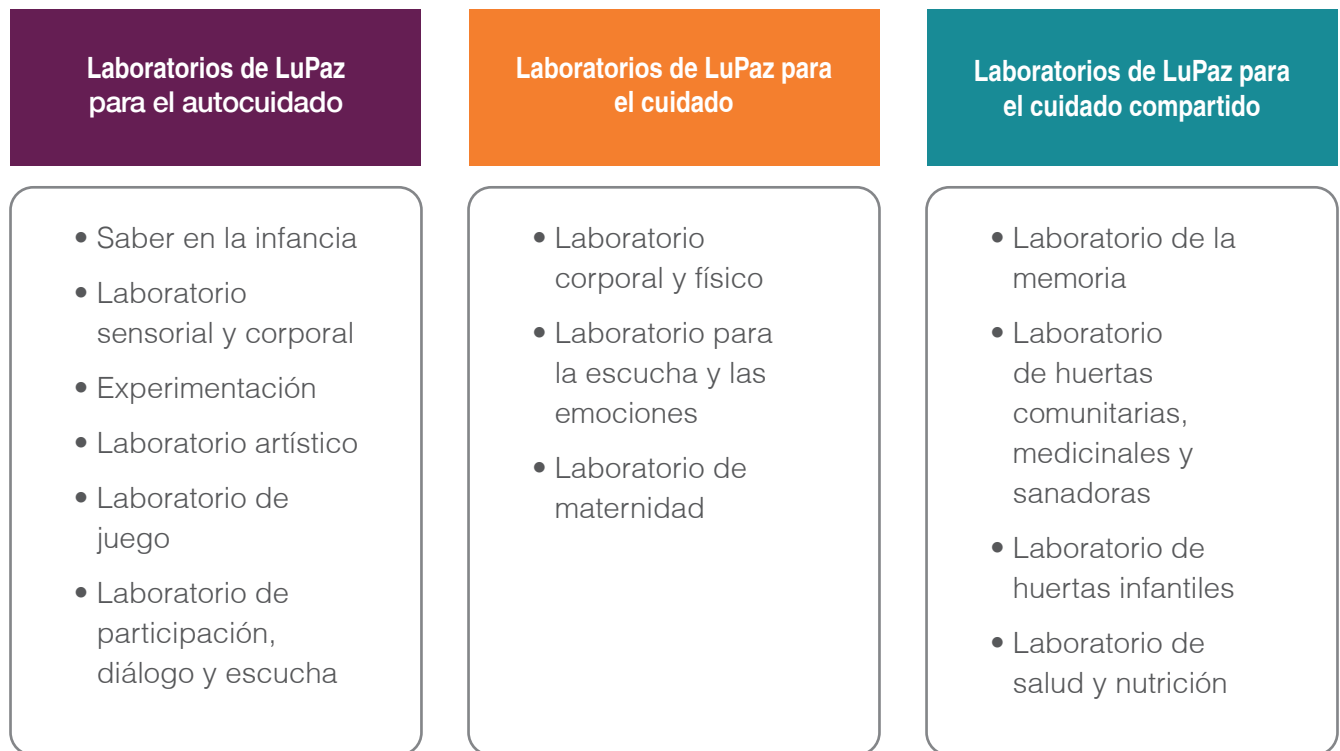 Laboratorios de LuPaz
para el autocuidado
• Saber en la infancia
• Laboratorio
sensorial y corporal
• Experimentación
• Laboratorio artístico
• Laboratorio de
juego
• Laboratorio de
participación,
diálogo y escucha
Laboratorios de LuPaz para
el cuidado
• Laboratorio
corporal y físico
• Laboratorio para
la escucha y las
emociones
• Laboratorio de
maternidad
Laboratorios de LuPaz para
el cuidado compartido
• Laboratorio de la
memoria
• Laboratorio
de huertas
comunitarias,
medicinales y
sanadoras
• Laboratorio de
huertas infantiles
• Laboratorio de
salud y nutrición